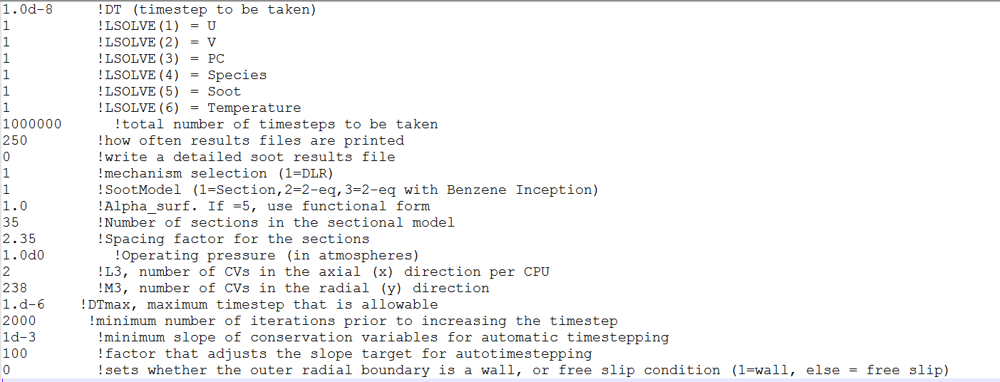 1.0d-8 !DT (timestep to be taken)
1 !LSOLVE(1) = U
1 !LSOLVE(2) = V
1 !LSOLVE(3) = PC
1 !LSOLVE(4) = Species
1 !LSOLVE(5) = Soot
1 !LSOLVE(6) = Temperature
1000000 !total number of timesteps to be taken
250 !how often results files are printed
0 !write a detailed soot results file
1 !mechanism selection (1=DLR)
1 !SootModel (1=Section,2=2-eq,3=2-eq with Benzene Inception)
1.0 !Alpha_surf. If =5, use functional form
35 !Number of sections in the sectional model
2.35 !Spacing factor for the sections
1.0d0 !Operating pressure (in atmospheres)
2 !L3, number of CVs in the axial (x) direction per CPU
238 !M3, number of CVs in the radial (y) direction
1.d-6 !DTmax, maximum timestep that is allowable
2000 !minimum number of iterations prior to increasing the timestep
1d-3 !minimum slope of conservation variables for automatic timestepping
100 !factor that adjusts the slope target for autotimestepping
0 !sets whether the outer radial boundary is a wall, or free slip condition (1=wall, else = free slip)